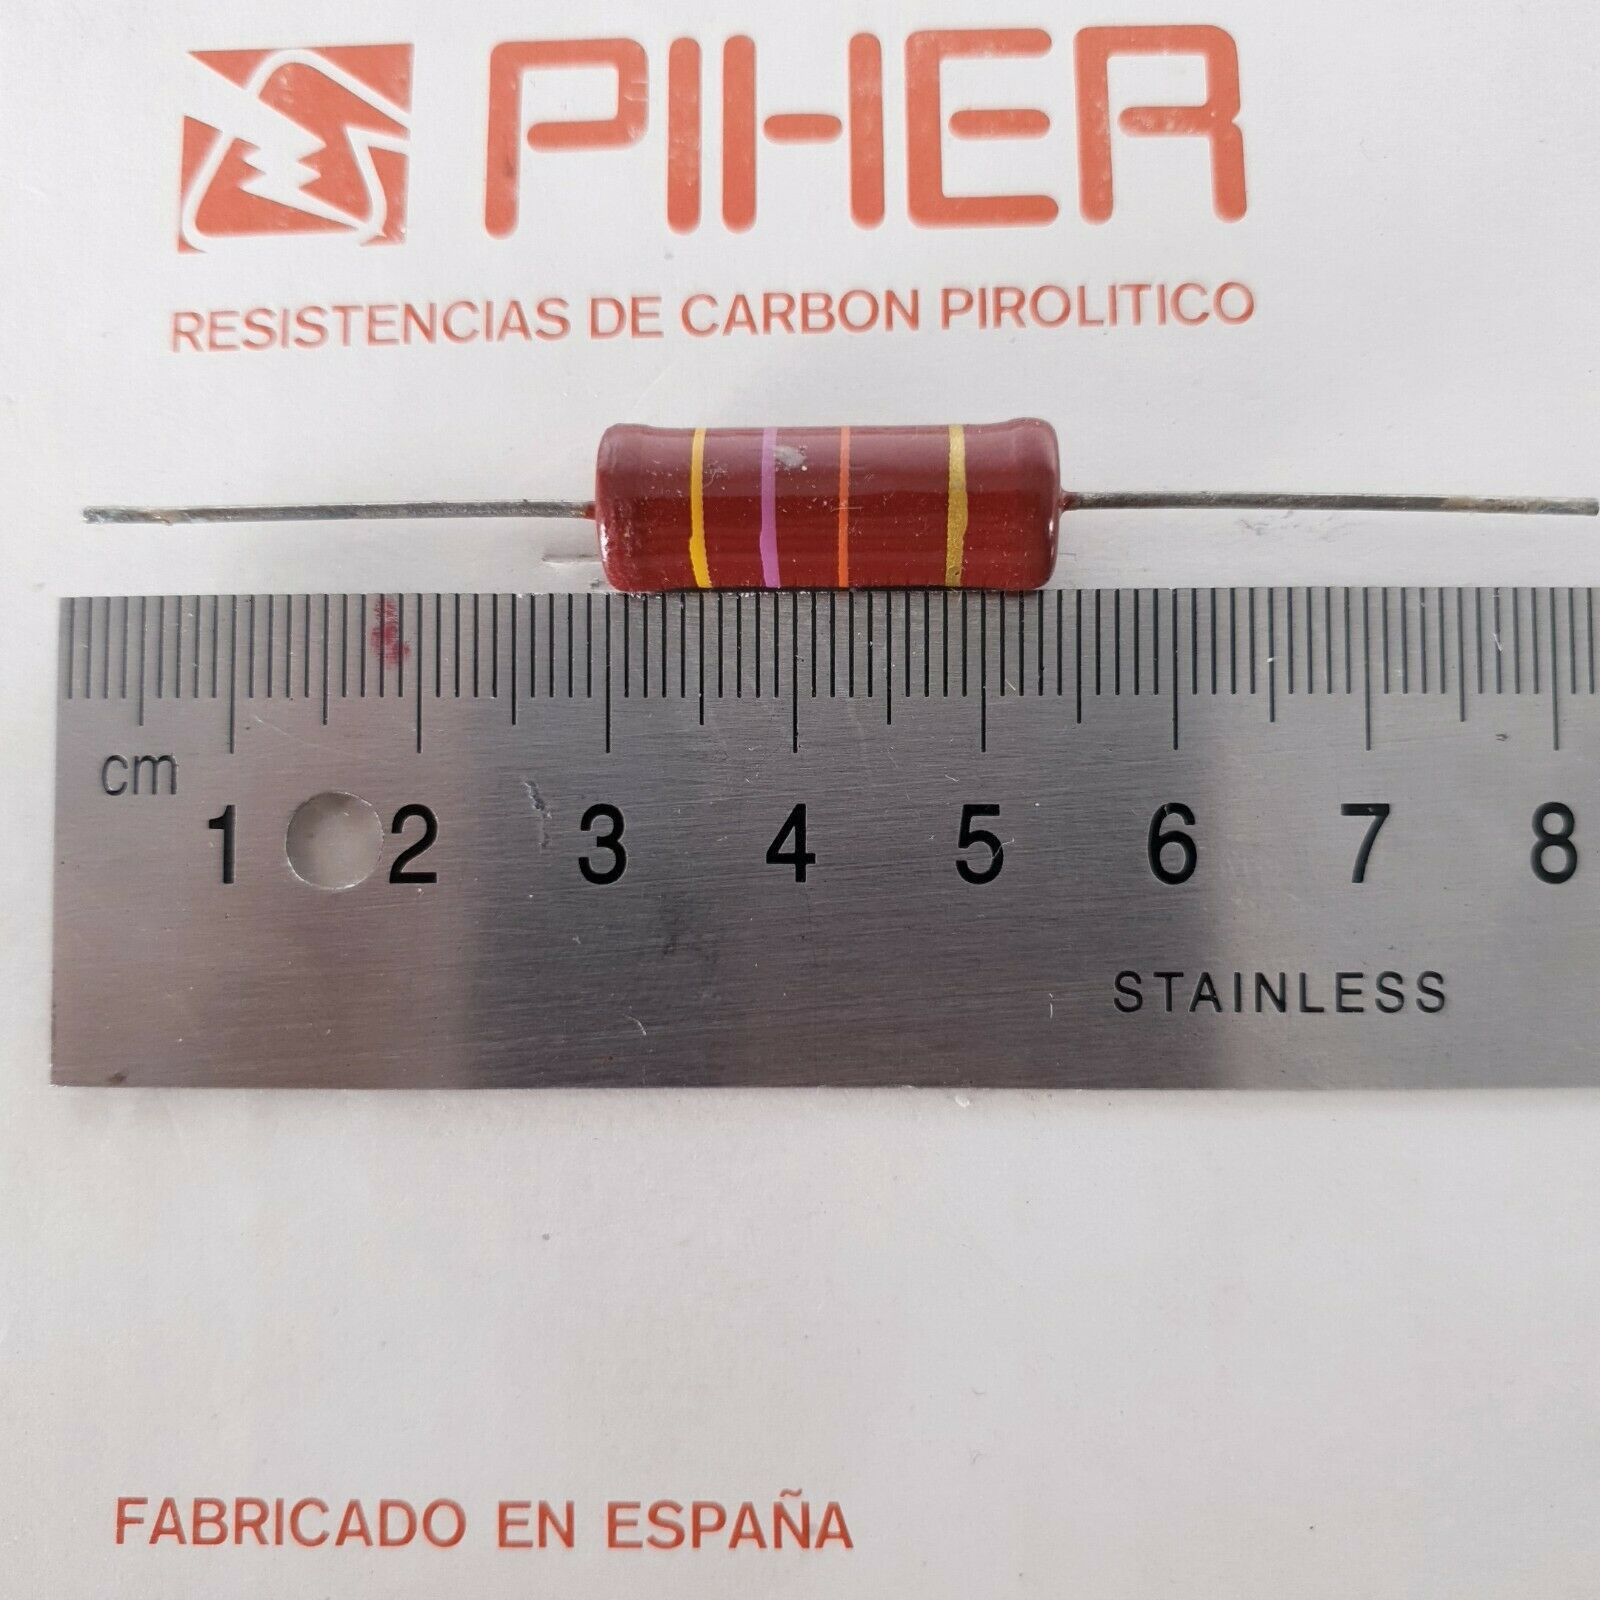 PIHER
RESISTENCIAS DE CARBON PIROLITICO
cm
1 2 3 4 5 6 7 8
STAINLESS
FABRICADO EN ESPAÑA